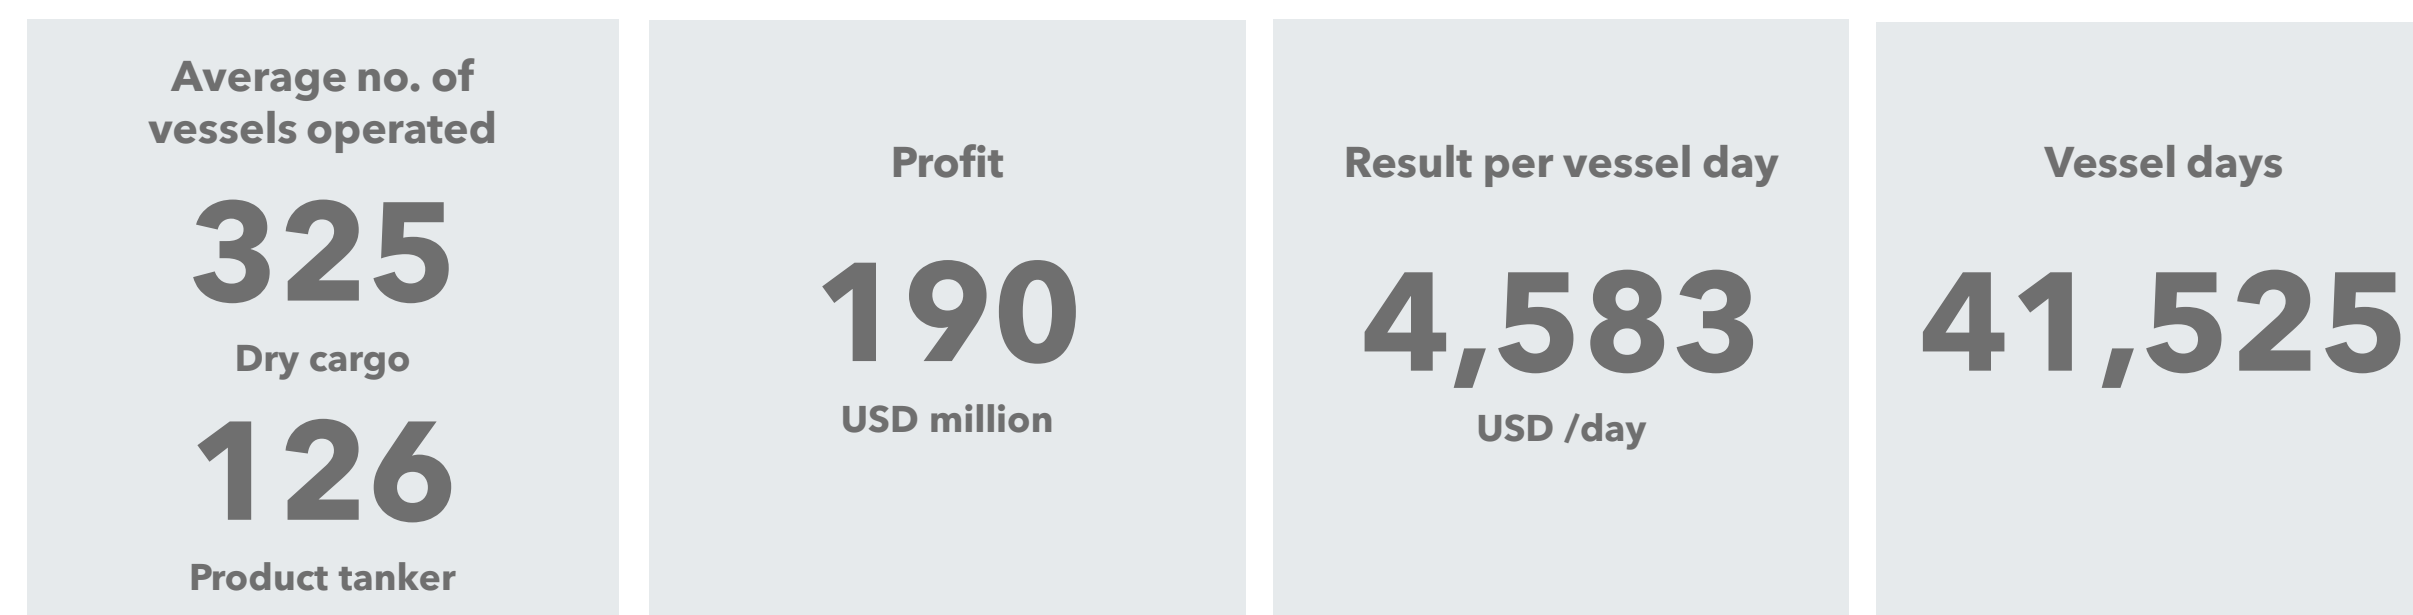 Average no. of
vessels operated
325
Dry cargo
126
Product tanker
Profit
190
USD million
Result per vessel day
4,583
USD /day
Vessel days
41,525